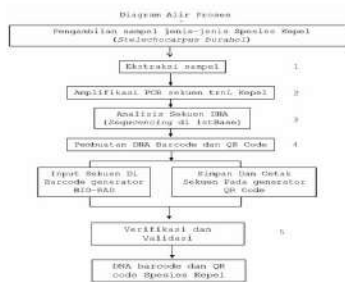 Diagram Alir Proses
Pengambilan sampel jenis-jenis Spesies Kepel
(Stelechocarpus burahol)
Ekstraksi sampel
1
Amplifikasi PCR sekuen trnL Kepel
2
Analisis Sekuen DNA
(Sequencing di 1stBase)
3
Pembuatan DNA Barcode dan QR Code
4
Input Sekuen Di
Barcode generator
BIO-RAD
Simpan Dan Cetak
Sekuen Pada generator
QR Code
Verifikasi dan
Validasi
5
DNA barcode dan QR
code Spesies Kepel